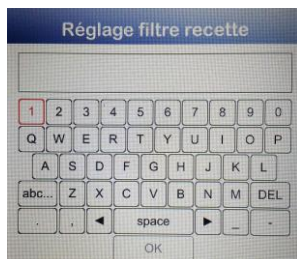 Réglage filtre recette
1 2 3 4 5 6 7 8 9 0
Q W E R T Y U I O P
A S D F G H J K L
abc... Z X C V B N M DEL
. , ◄ space ► _ -
OK